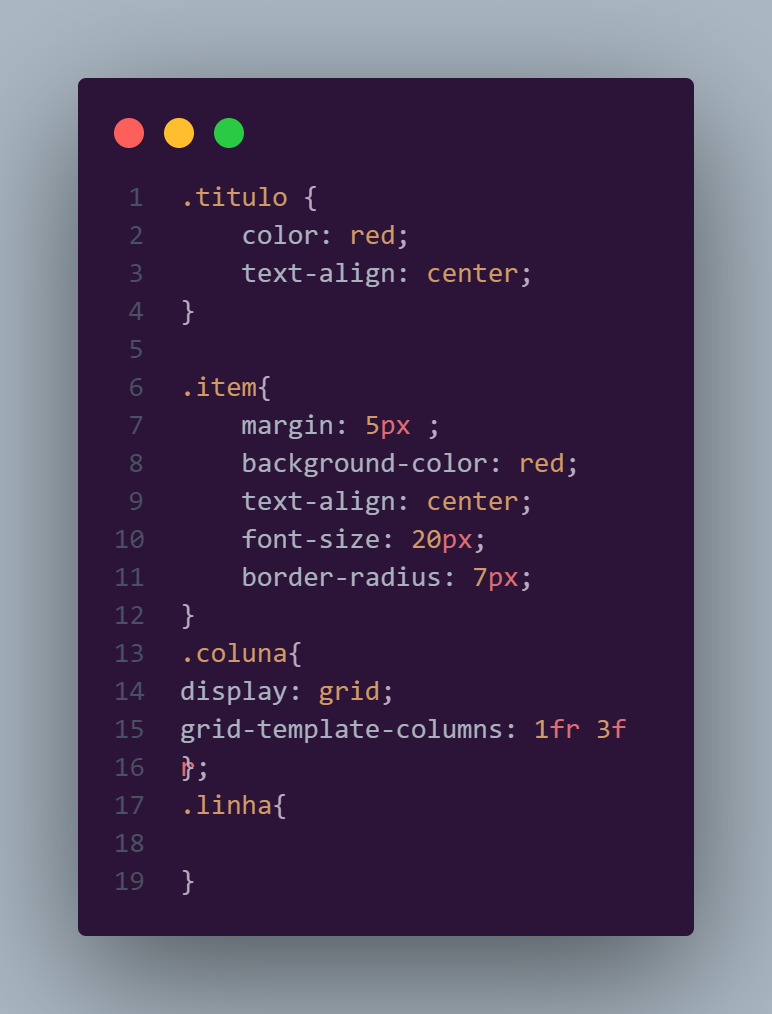 1 .titulo {
2     color: red;
3     text-align: center;
4 }
5
6 .item{
7     margin: 5px ;
8     background-color: red;
9     text-align: center;
10     font-size: 20px;
11     border-radius: 7px;
12 }
13 .coluna{
14 display: grid;
15 grid-template-columns: 1fr 3f
r;
16 }
17 .linha{
18
19 }